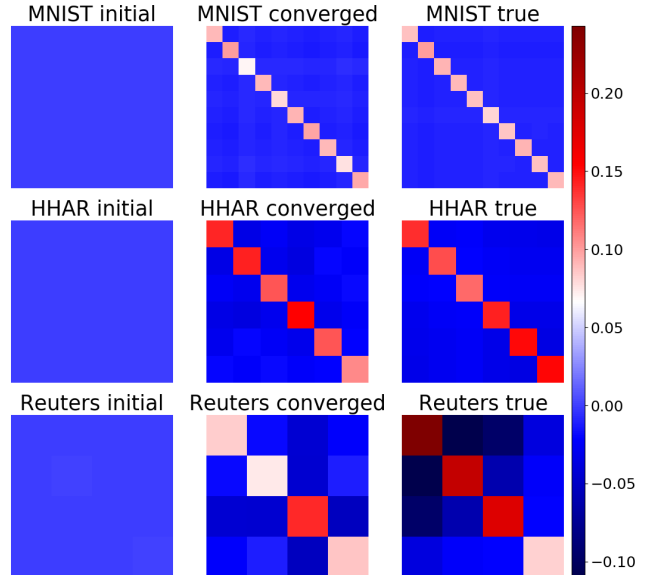 MNIST initial MNIST converged MNIST true
HHAR initial HHAR converged HHAR true
Reuters initial Reuters converged Reuters true
0.20
0.15
0.10
0.05
0.00
−0.05
−0.10